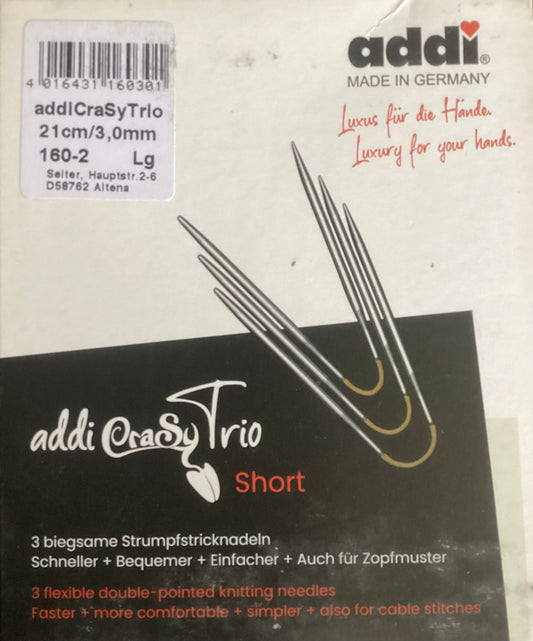 4 016431 160301
addiCraSyTrio
21cm/3,0mm
160-2 Lg
Selter, Hauptstr.2-6
D58762 Altena
addi®
MADE IN GERMANY
Luxus für die Hände.
Luxury for your hands.
addi CraSyTrio
Short
3 biegsame Strumpfstricknadeln
Schneller + Bequemer + Einfacher + Auch für Zopfmuster
3 flexible double-pointed knitting needles
Faster + more comfortable + simpler + also for cable stitches